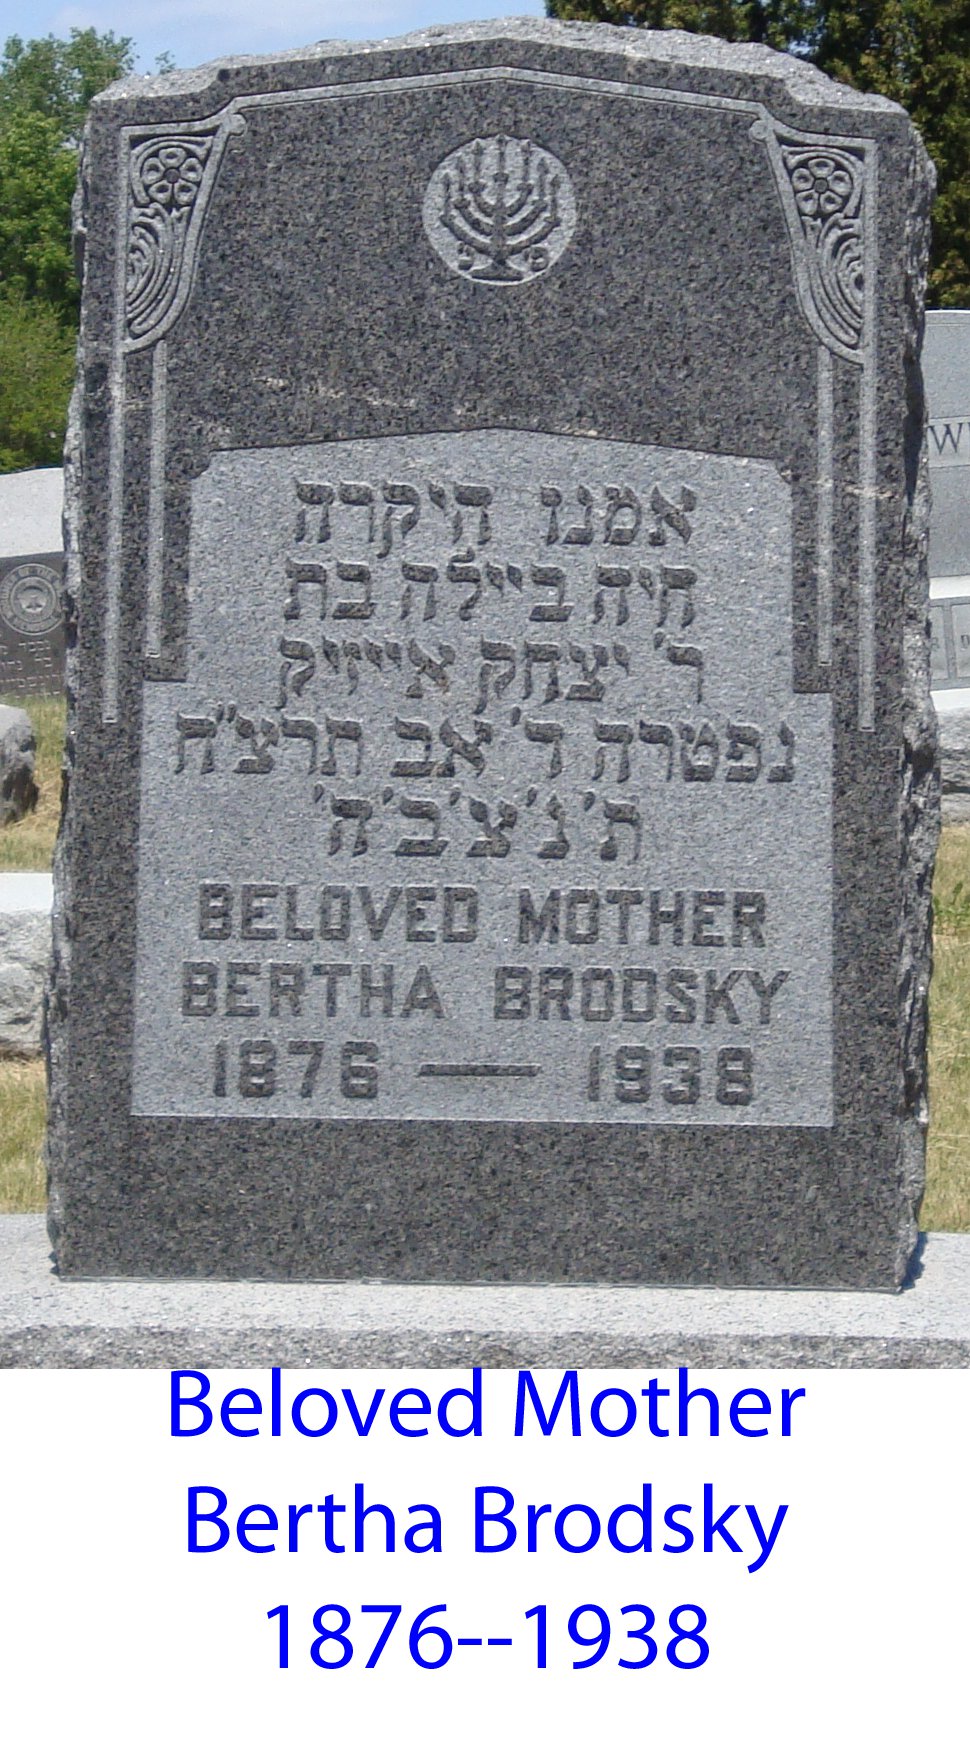 אמנו היקרה
חיה ביילה בת
ר' יצחק אייזיק
נפטרה ד' אב תרצ"ח
ת' נ' צ' ב' ה'
BELOVED MOTHER
BERTHA BRODSKY
1876 — 1938
Beloved Mother
Bertha Brodsky
1876--1938